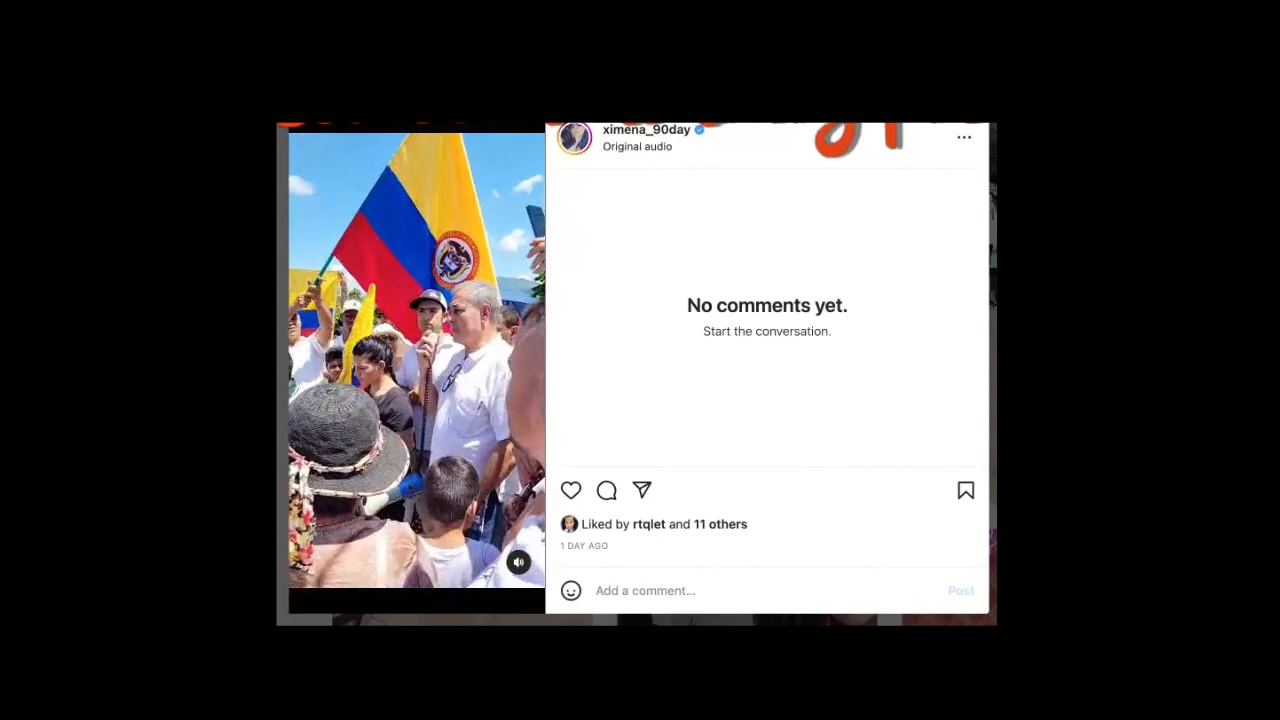 ximena_90day
Original audio
No comments yet.
Start the conversation.
Liked by rtqlet and 11 others
1 DAY AGO
Add a comment...
Post